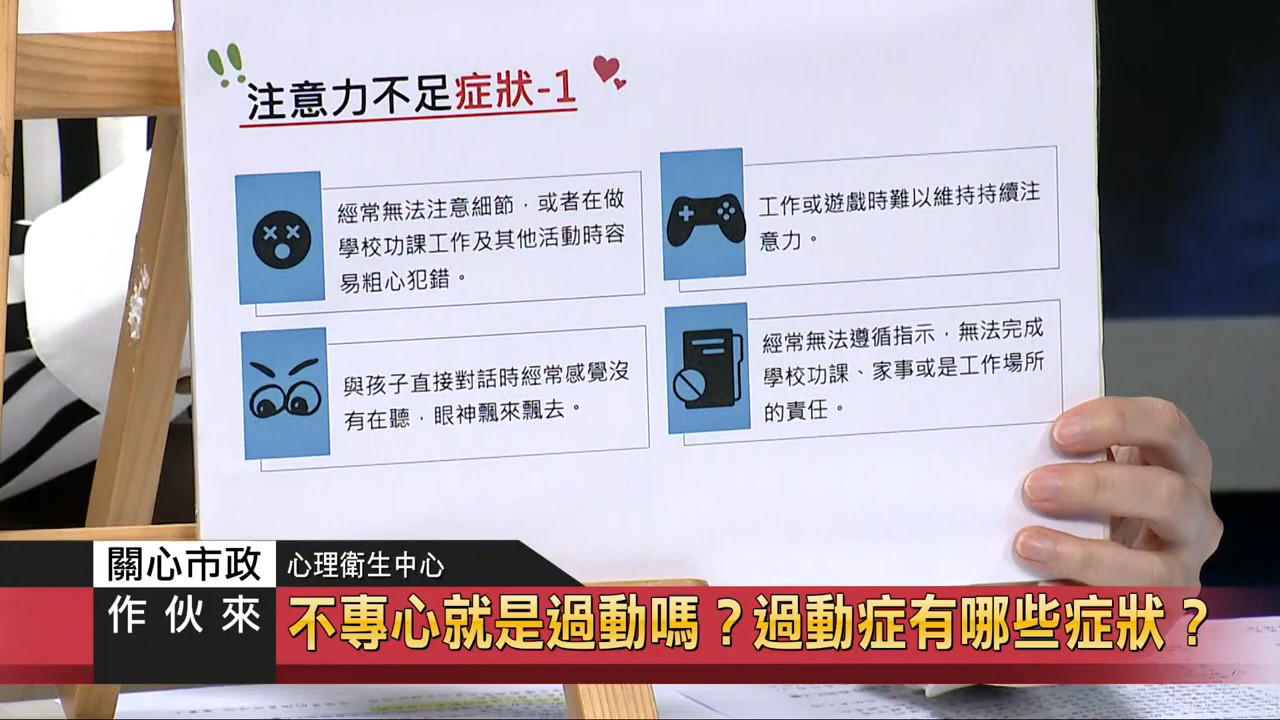 注意力不足症狀-1
經常無法注意細節，或者在做
學校功課工作及其他活動時容
易粗心犯錯。
工作或遊戲時難以維持持續注
意力。
與孩子直接對話時經常感覺沒
有在聽，眼神飄來飄去。
經常無法遵循指示，無法完成
學校功課、家事或是工作場所
的責任。
關心市政
作伙來
心理衛生中心
不專心就是過動嗎？過動症有哪些症狀？